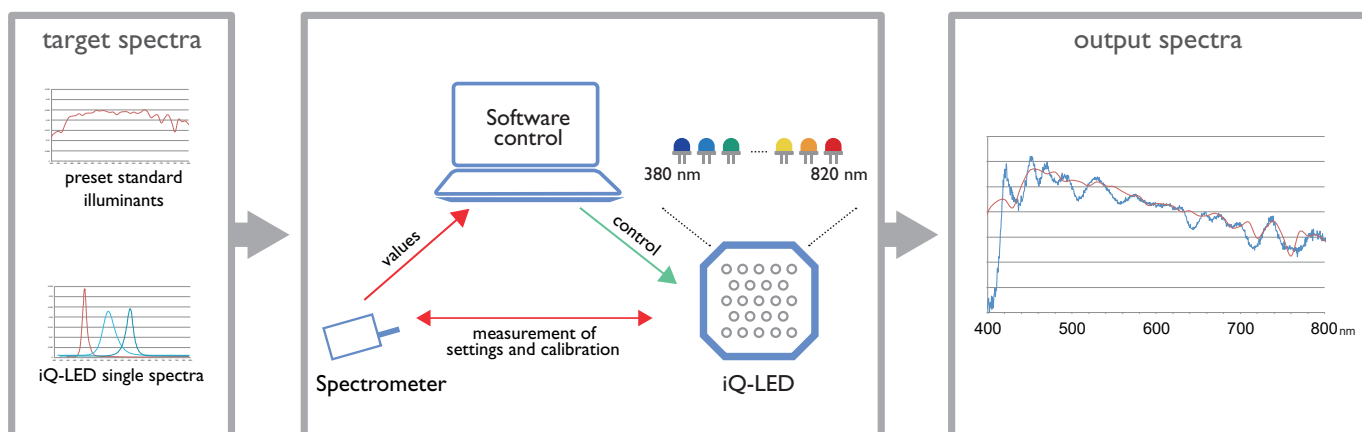 target spectra
preset standard
illuminants
iQ-LED single spectra
Software
control
380 nm
.....
820 nm
values
control
measurement of
settings and calibration
Spectrometer
iQ-LED
output spectra
400 500 600 700 800 nm